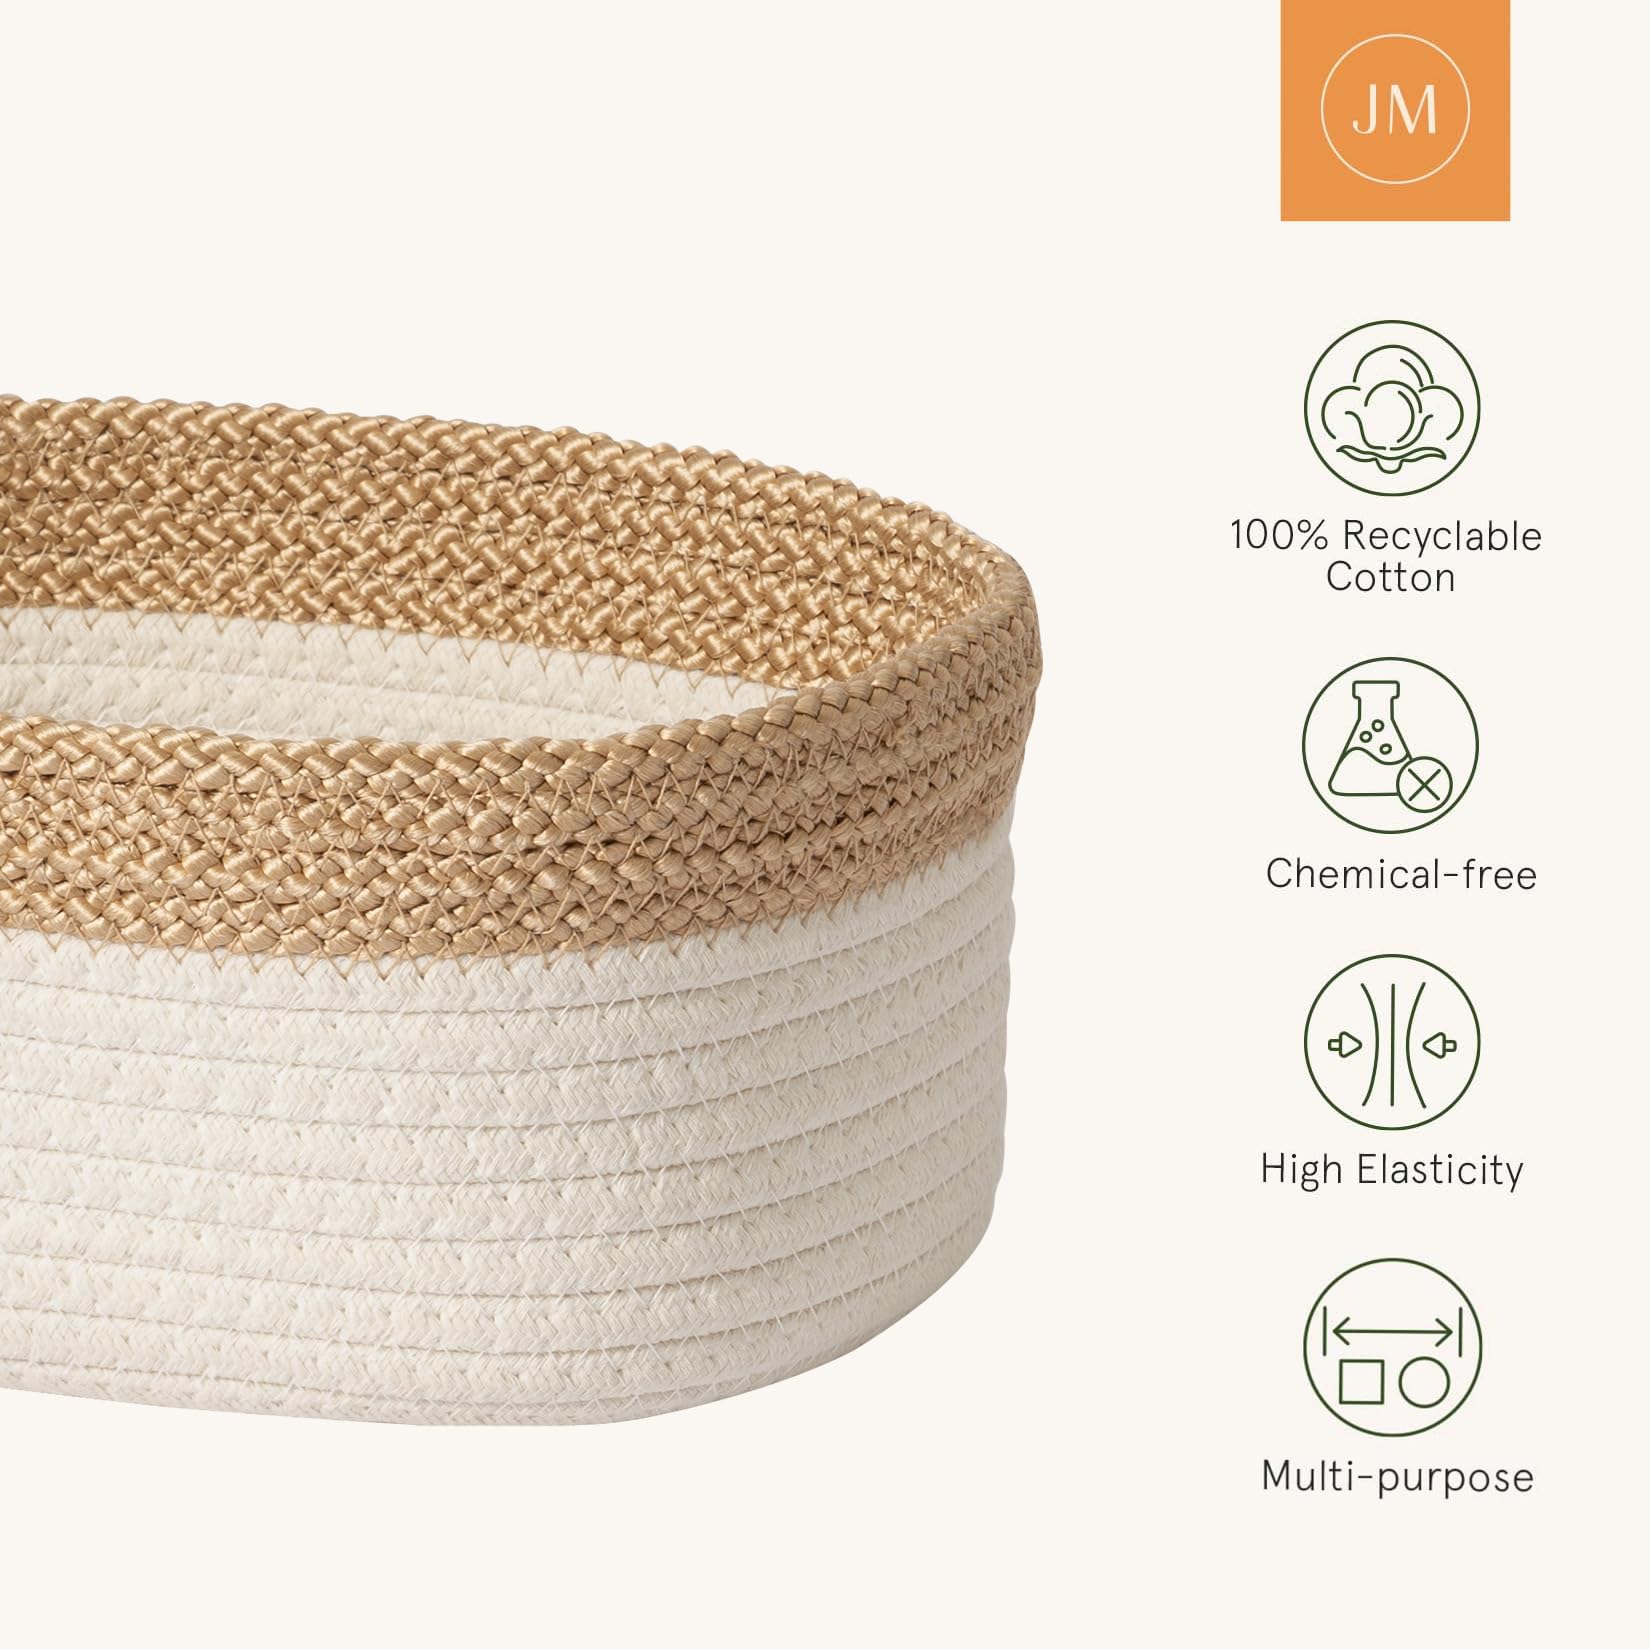 JM
100% Recyclable
Cotton
Chemical-free
High Elasticity
Multi-purpose